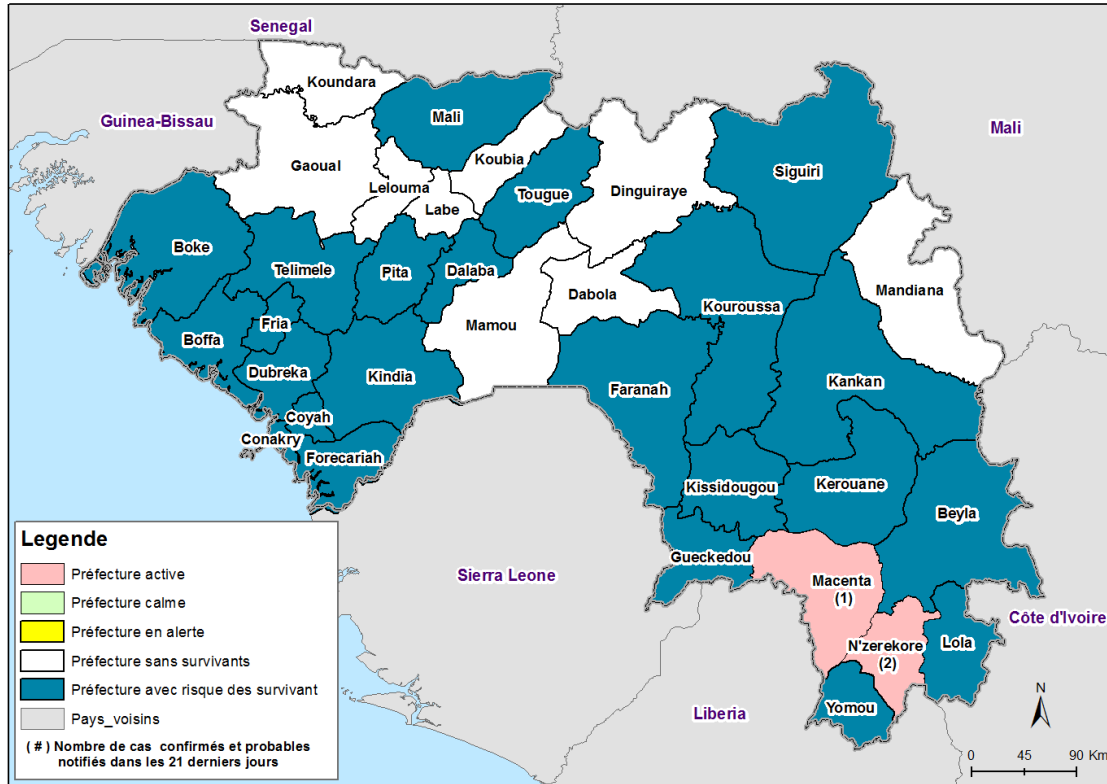 Senegal
Koundara
Mali
Guinea-Bissau
Mali
Gaoual
Koubia
Siguiri
Lelouma
Tougue
Dinguiraye
Labe
Boke
Telimele
Pita
Dalaba
Mandiana
Dabola
Kouroussa
Fria
Mamou
Boffa
Dubreka
Kindia
Kankan
Faranah
Coyah
Conakry
Forecariah
Kissidougou
Kerouane
Beyla
Gueckedou
Sierra Leone
Macenta
(1)
Côte d'Ivoire
N'zerekore
(2)
Lola
Yomou
Liberia
Legende
Préfecture active
Préfecture calme
Préfecture en alerte
Préfecture sans survivants
Préfecture avec risque des survivant
Pays_voisins
( # ) Nombre de cas confirmés et probables
notifiés dans les 21 derniers jours
N
0 45 90 Km